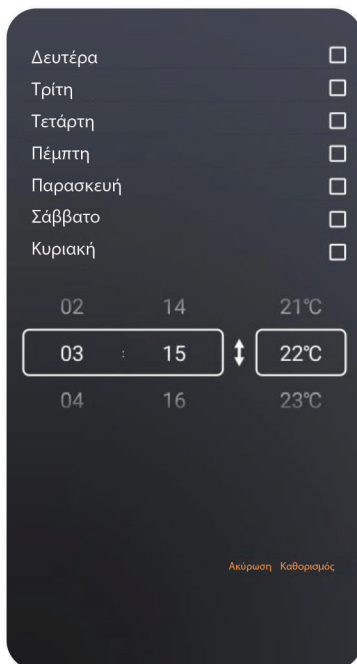 Δευτέρα
Τρίτη
Τετάρτη
Πέμπτη
Παρασκευή
Σάββατο
Κυριακή
02 14 21°C
03 : 15 22°C
04 16 23°C
Ακύρωση Καθορισμός